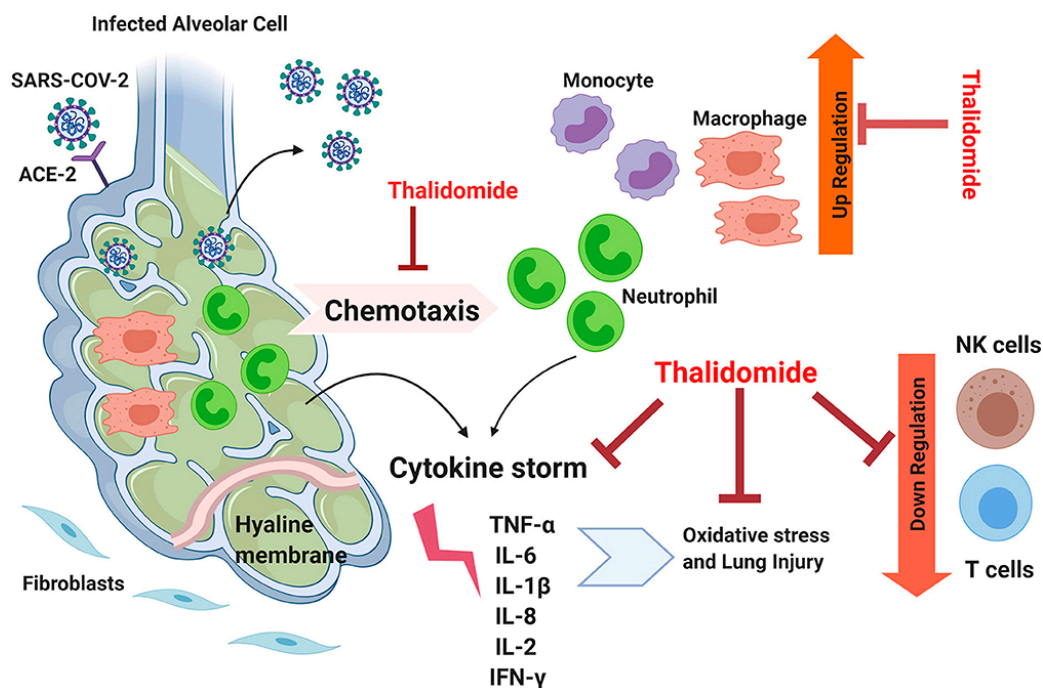 Infected Alveolar Cell
SARS-COV-2
ACE-2
Monocyte
Macrophage
Up Regulation
Thalidomide
Thalidomide
Chemotaxis
Neutrophil
Thalidomide
NK cells
Down Regulation
T cells
Cytokine storm
TNF-α
IL-6
IL-1β
IL-8
IL-2
IFN-γ
Oxidative stress
and Lung Injury
Hyaline
membrane
Fibroblasts